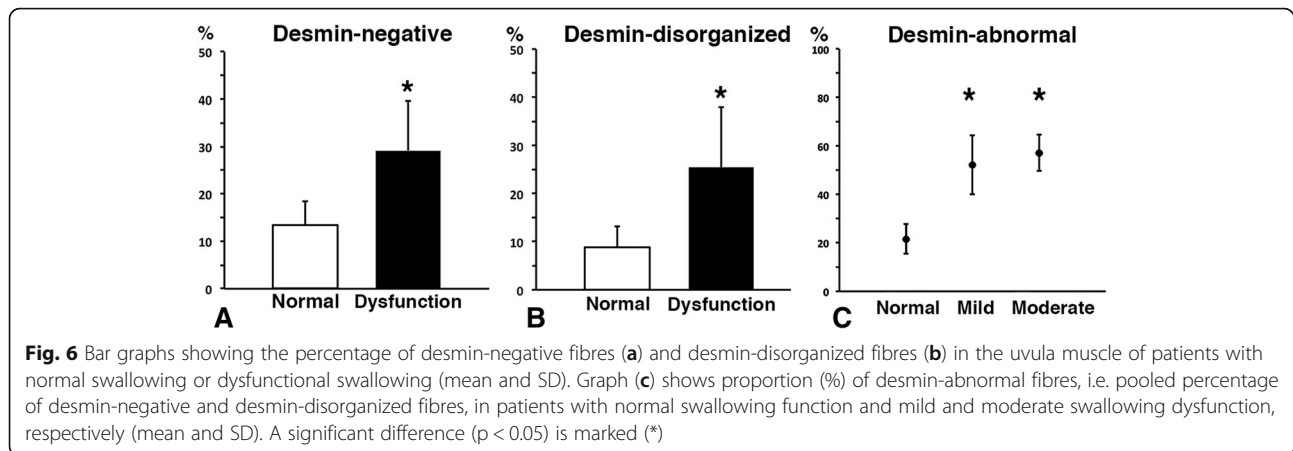 % Desmin-negative
50
40
30
20
10
0
*
Normal Dysfunction
A
% Desmin-disorganized
50
40
30
20
10
0
*
Normal Dysfunction
B
% Desmin-abnormal
100
80
60
40
20
0
* *
Normal Mild Moderate
C
Fig. 6 Bar graphs showing the percentage of desmin-negative fibres (a) and desmin-disorganized fibres (b) in the uvula muscle of patients with
normal swallowing or dysfunctional swallowing (mean and SD). Graph (c) shows proportion (%) of desmin-abnormal fibres, i.e. pooled percentage
of desmin-negative and desmin-disorganized fibres, in patients with normal swallowing function and mild and moderate swallowing dysfunction,
respectively (mean and SD). A significant difference (p < 0.05) is marked (*)